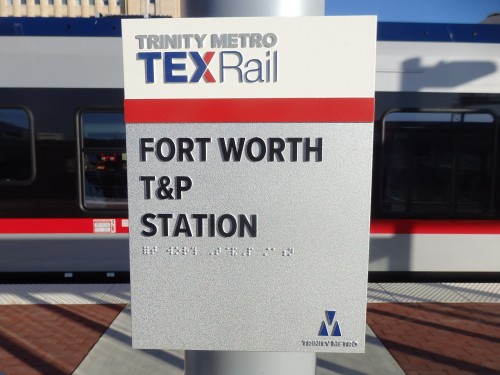 TRINITY METRO
TEXRail
FORT WORTH
T&P
STATION
TRINITY METRO